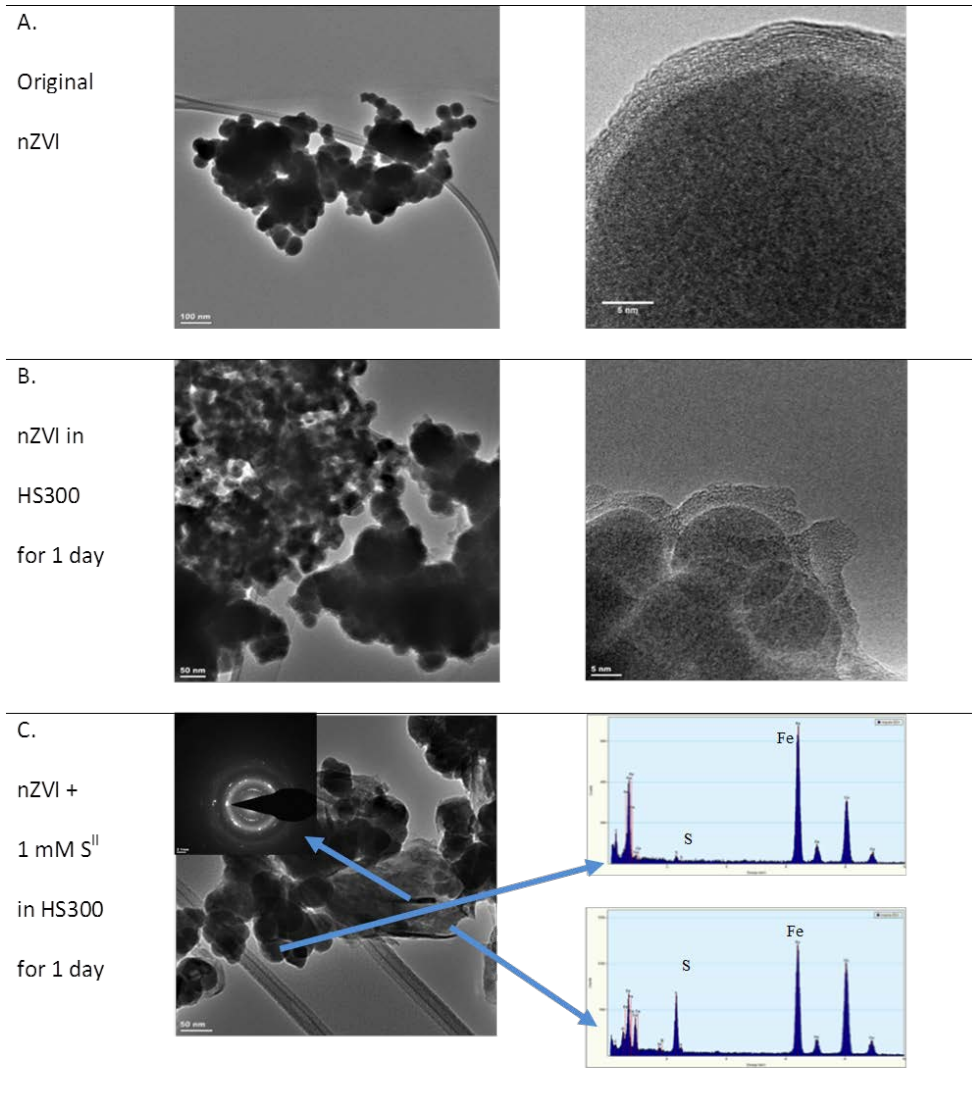 A.
Original
nZVI
100 nm
5 nm
B.
nZVI in
HS300
for 1 day
50 nm
5 nm
C.
nZVI +
1 mM S^II
in HS300
for 1 day
50 nm
Fe
S
Fe
S